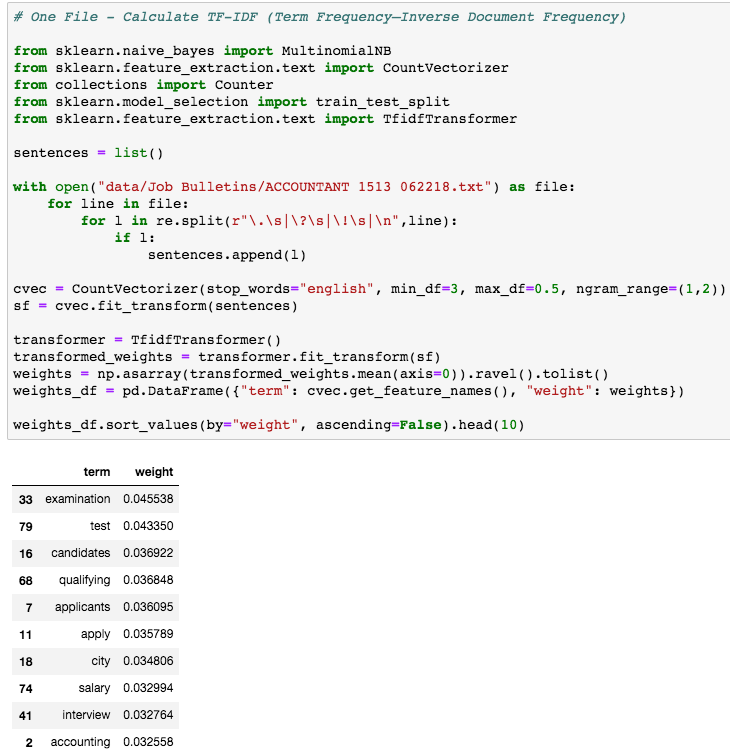 # One File - Calculate TF-IDF (Term Frequency–Inverse Document Frequency)
from sklearn.naive_bayes import MultinomialNB
from sklearn.feature_extraction.text import CountVectorizer
from collections import Counter
from sklearn.model_selection import train_test_split
from sklearn.feature_extraction.text import TfidfTransformer
sentences = list()
with open("data/Job Bulletins/ACCOUNTANT 1513 062218.txt") as file:
    for line in file:
        for l in re.split(r"\.\s|\?\s|\!\s|\n",line):
            if l:
                sentences.append(l)
cvec = CountVectorizer(stop_words="english", min_df=3, max_df=0.5, ngram_range=(1,2))
sf = cvec.fit_transform(sentences)
transformer = TfidfTransformer()
transformed_weights = transformer.fit_transform(sf)
weights = np.asarray(transformed_weights.mean(axis=0)).ravel().tolist()
weights_df = pd.DataFrame({"term": cvec.get_feature_names(), "weight": weights})
weights_df.sort_values(by="weight", ascending=False).head(10)
term weight
33 examination 0.045538
79 test 0.043350
16 candidates 0.036922
68 qualifying 0.036848
7 applicants 0.036095
11 apply 0.035789
18 city 0.034806
74 salary 0.032994
41 interview 0.032764
2 accounting 0.032558